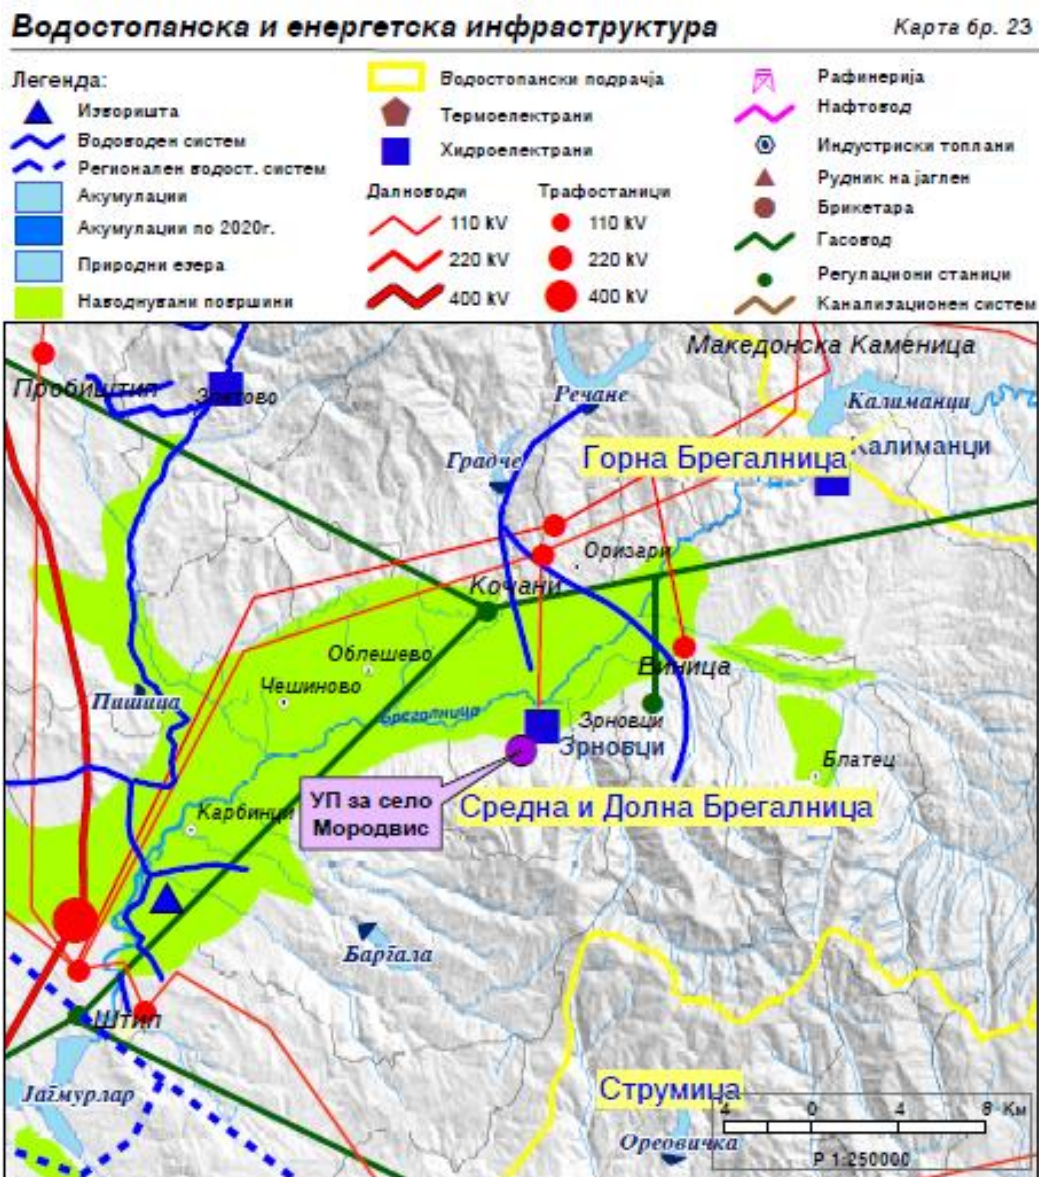 Водостопанска и енергетска инфраструктура
Карта бр. 23
Легенда:
Изворишта
Водоводен систем
Регионален водост. систем
Акумулации
Акумулации по 2020г.
Природни езера
Наводнувани површини
Водостопански подрачја
Термоелектрани
Хидроелектрани
Далноводи
110 kV
220 kV
400 kV
Трафостаници
110 kV
220 kV
400 kV
Рафинерија
Нафтовод
Индустриски топлани
Рудник на јаглен
Брикетара
Гасовод
Регулациони станици
Канализационен систем
Македонска Каменица
Пробиштип
Злетово
Речане
Калиманци
Калиманци
Градче
Горна Брегалница
Оризари
Кочани
Облешево
Чешиново
Виница
Пишица
Брегалница
Зрновци
Зрновци
Блатец
УП за село
Мородвис
Средна и Долна Брегалница
Карбинци
Баргала
Штип
Јагмурлар
Струмица
Ореовичка
4 0 4 8 Км
Р 1:250000